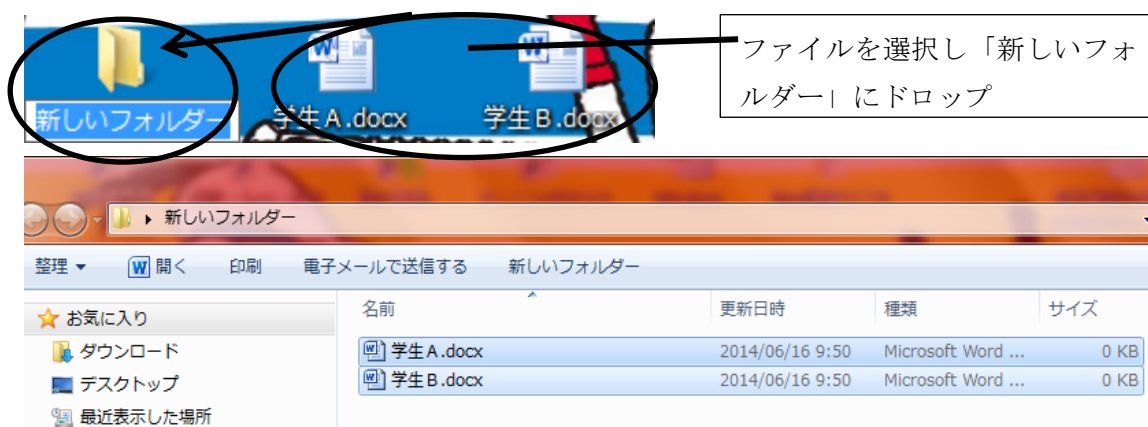 ファイルを選択し「新しいフォ
ルダー」にドロップ
新しいフォルダー
学生A.docx
学生B.docx
新しいフォルダー
整理 開く 印刷 電子メールで送信する 新しいフォルダー
お気に入り
ダウンロード
デスクトップ
最近表示した場所
名前 更新日時 種類 サイズ
学生A.docx 2014/06/16 9:50 Microsoft Word ... 0 KB
学生B.docx 2014/06/16 9:50 Microsoft Word ... 0 KB